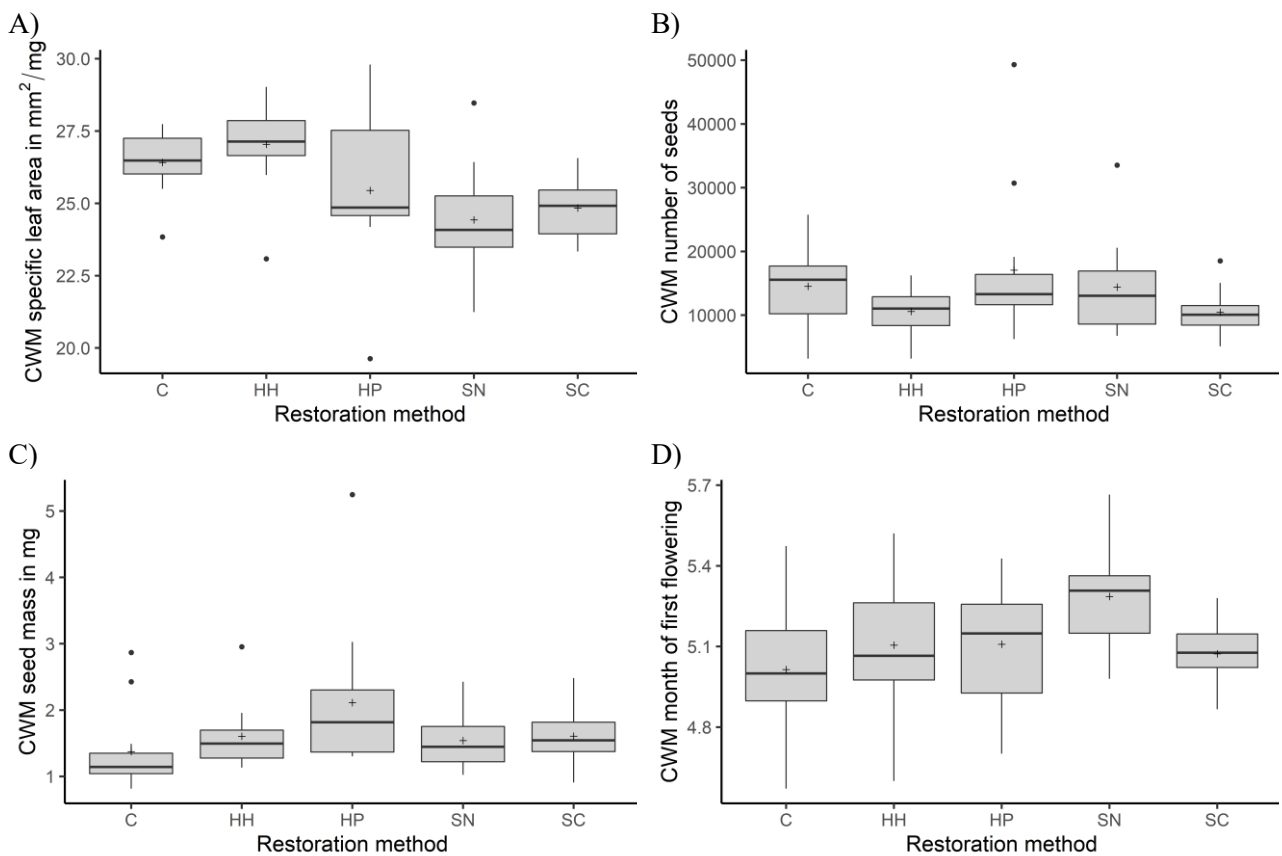 A)
CWM specific leaf area in mm²/mg
30.0
27.5
25.0
22.5
20.0
C HH HP SN SC
Restoration method
B)
CWM number of seeds
50000
40000
30000
20000
10000
C HH HP SN SC
Restoration method
C)
CWM seed mass in mg
5
4
3
2
1
C HH HP SN SC
Restoration method
D)
CWM month of first flowering
5.7
5.4
5.1
4.8
C HH HP SN SC
Restoration method